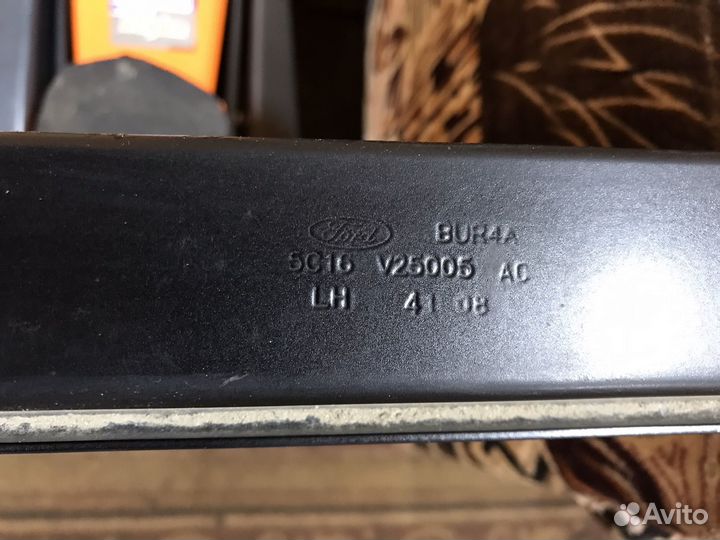 Ford BUR4A
5C16 V25005 AC
LH 41 08
Avito